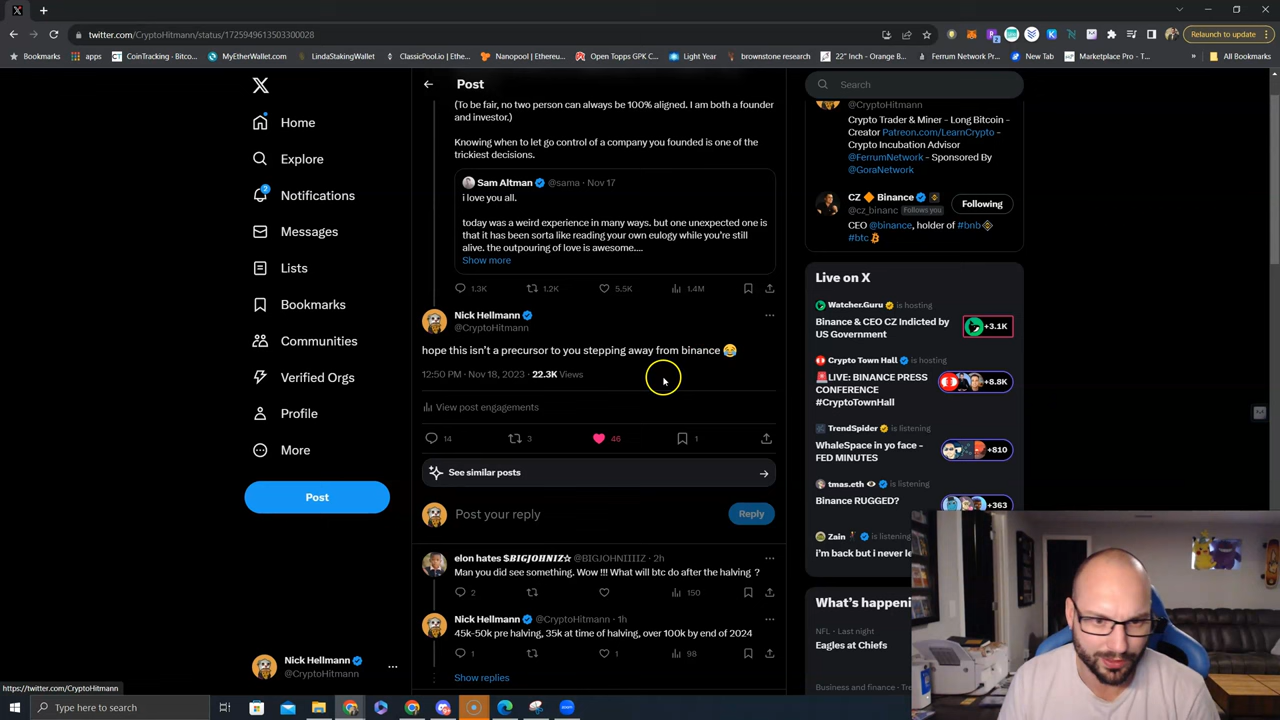 twitter.com/CryptoHitmann/status/1725949613503300028
Relaunch to update
Bookmarks
apps
CoinTracking - Bitco...
MyEtherWallet.com
LindaStakingWallet
ClassicPool.io | Ethe...
Nanopool | Ethereu...
Open Topps GPK C...
Light Year
brownstone research
22" Inch - Orange B...
Ferrum Network Pr...
New Tab
Marketplace Pro - T...
All Bookmarks
Home
Explore
Notifications
Messages
Lists
Bookmarks
Communities
Verified Orgs
Profile
More
Post
Nick Hellmann
@CryptoHitmann
Post
(To be fair, no two person can always be 100% aligned. I am both a founder
and investor.)
Knowing when to let go control of a company you founded is one of the
trickiest decisions.
Sam Altman @sama · Nov 17
i love you all.
today was a weird experience in many ways. but one unexpected one is
that it has been sorta like reading your own eulogy while you're still
alive. the outpouring of love is awesome....
Show more
1.3K 1.2K 5.5K 1.4M
Nick Hellmann
@CryptoHitmann
hope this isn't a precursor to you stepping away from binance 😂
12:50 PM · Nov 18, 2023 · 22.3K Views
View post engagements
14 3 46 1
See similar posts
Post your reply
Reply
elon hates $BIGJOHNIZ☆ @BIGJOHNIIIIZ · 2h
Man you did see something. Wow !!! What will btc do after the halving ?
2 150
Nick Hellmann @CryptoHitmann · 1h
45k-50k pre halving, 35k at time of halving, over 100k by end of 2024
1 1 98
Show replies
Search
@CryptoHitmann
Crypto Trader & Miner - Long Bitcoin -
Creator Patreon.com/LearnCrypto -
Crypto Incubation Advisor
@FerrumNetwork - Sponsored By
@GoraNetwork
CZ 🔶 Binance
@cz_binanc Follows you
Following
CEO @binance, holder of #bnb
#btc
Live on X
Watcher.Guru is hosting
Binance & CEO CZ Indicted by
US Government
+3.1K
Crypto Town Hall is hosting
🚨LIVE: BINANCE PRESS
CONFERENCE
#CryptoTownHall
+8.8K
TrendSpider is listening
WhaleSpace in yo face -
FED MINUTES
+810
tmas.eth is listening
Binance RUGGED?
+363
Zain is listening
i'm back but i never le
What's happeni
NFL · Last night
Eagles at Chiefs
Business and finance · Tre
https://twitter.com/CryptoHitmann
Type here to search